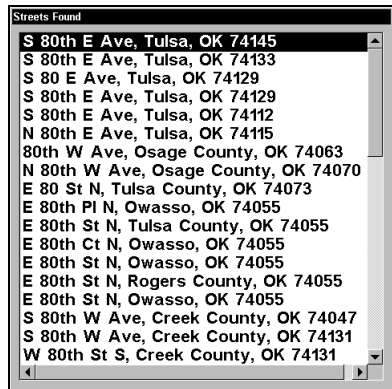 Streets Found
S 80th E Ave, Tulsa, OK 74145
S 80th E Ave, Tulsa, OK 74133
S 80 E Ave, Tulsa, OK 74129
S 80th E Ave, Tulsa, OK 74129
S 80th E Ave, Tulsa, OK 74112
N 80th E Ave, Tulsa, OK 74115
80th W Ave, Osage County, OK 74063
N 80th W Ave, Osage County, OK 74070
E 80 St N, Tulsa County, OK 74073
E 80th Pl N, Owasso, OK 74055
E 80th St N, Tulsa County, OK 74055
E 80th Ct N, Owasso, OK 74055
E 80th St N, Owasso, OK 74055
E 80th St N, Rogers County, OK 74055
E 80th St N, Owasso, OK 74055
S 80th W Ave, Creek County, OK 74047
S 80th W Ave, Creek County, OK 74131
W 80th St S, Creek County, OK 74131